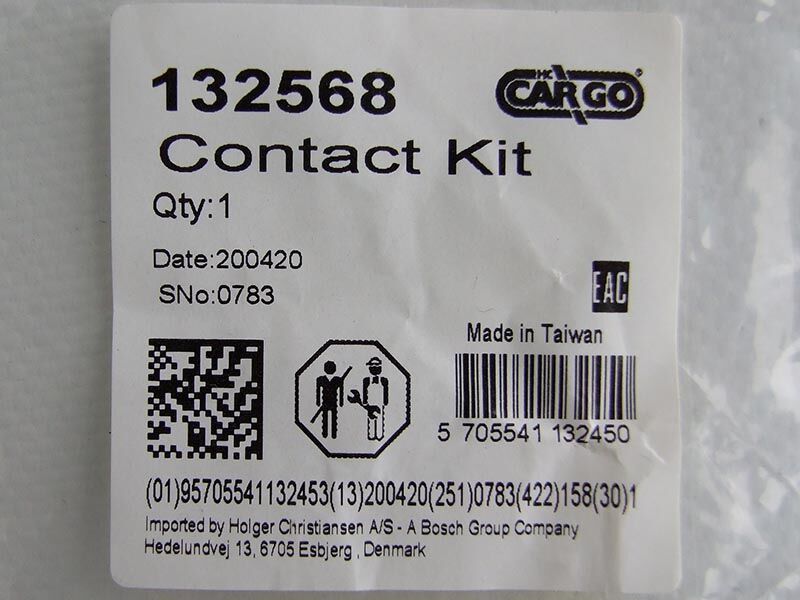 132568
HC CARGO
Contact Kit
Qty:1
Date:200420
SNo:0783
EAC
Made in Taiwan
5 705541 132450
(01)95705541132453(13)200420(251)0783(422)158(30)1
Imported by Holger Christiansen A/S - A Bosch Group Company
Hedelundvej 13, 6705 Esbjerg , Denmark